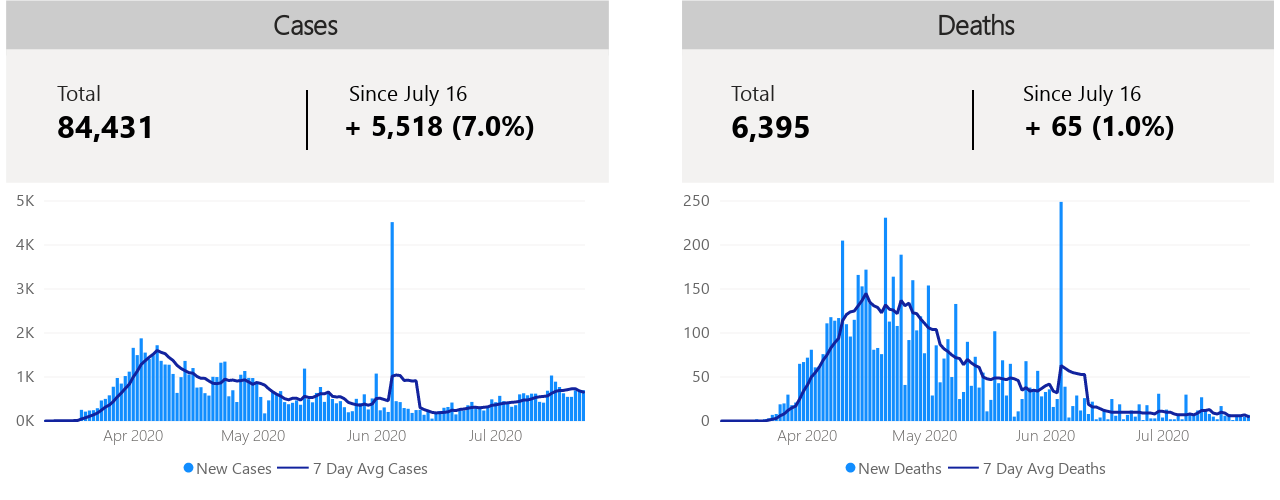 Cases
Total
84,431
Since July 16
+ 5,518 (7.0%)
5K
4K
3K
2K
1K
0K
Apr 2020
May 2020
Jun 2020
Jul 2020
New Cases
7 Day Avg Cases
Deaths
Total
6,395
Since July 16
+ 65 (1.0%)
250
200
150
100
50
0
Apr 2020
May 2020
Jun 2020
Jul 2020
New Deaths
7 Day Avg Deaths